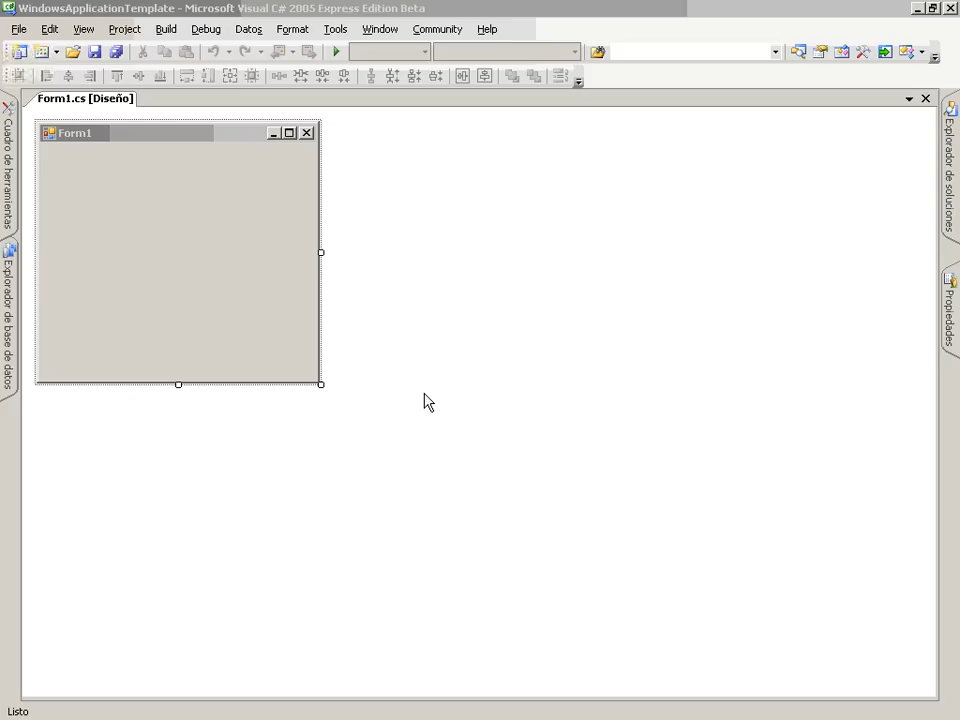 WindowsApplicationTemplate - Microsoft Visual C# 2005 Express Edition Beta
File Edit View Project Build Debug Datos Format Tools Window Community Help
Form1.cs [Diseño]
Form1
Cuadro de herramientas
Explorador de base de datos
Explorador de soluciones
Propiedades
Listo